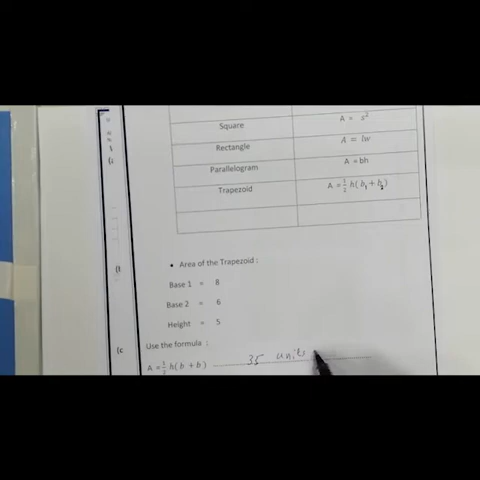 Square A = s²
Rectangle A = lw
Parallelogram A = bh
Trapezoid A = ½ h( b₁ + b₂)
• Area of the Trapezoid :
Base 1 = 8
Base 2 = 6
Height = 5
Use the formula :
A = ½ h( b + b) 35 units